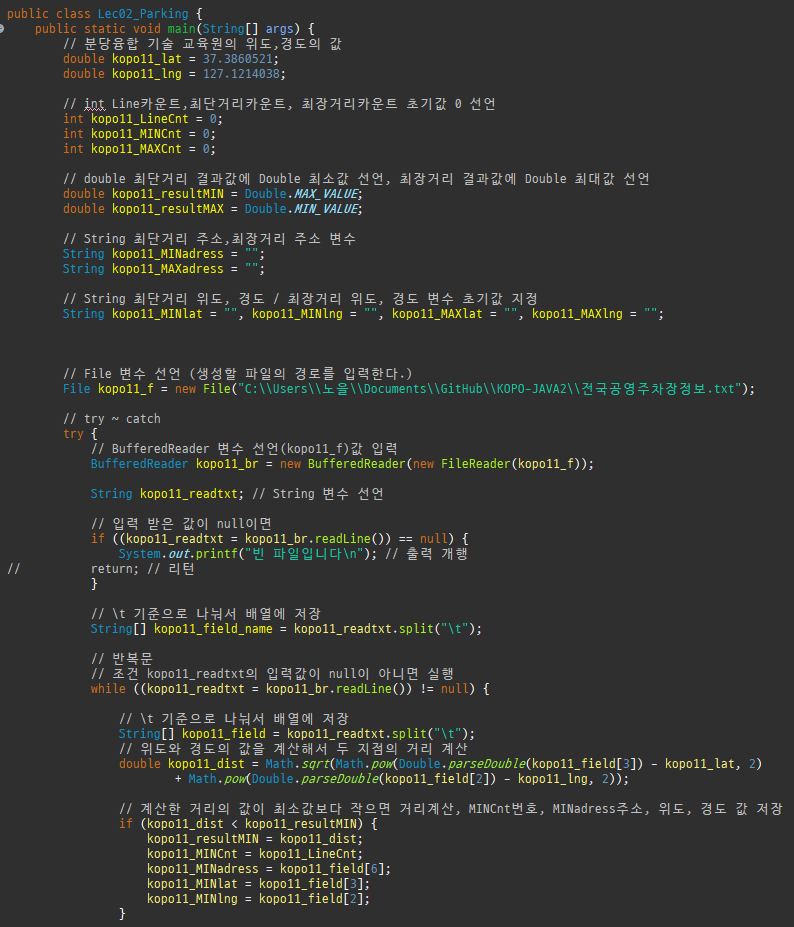 public class Lec02_Parking {
public static void main(String[] args) {
// 분당융합 기술 교육원의 위도,경도의 값
double kopo11_lat = 37.3860521;
double kopo11_lng = 127.1214038;
// int Line카운트,최단거리카운트, 최장거리카운트 초기값 0 선언
int kopo11_LineCnt = 0;
int kopo11_MINCnt = 0;
int kopo11_MAXCnt = 0;
// double 최단거리 결과값에 Double 최소값 선언, 최장거리 결과값에 Double 최대값 선언
double kopo11_resultMIN = Double.MAX_VALUE;
double kopo11_resultMAX = Double.MIN_VALUE;
// String 최단거리 주소,최장거리 주소 변수
String kopo11_MINadress = "";
String kopo11_MAXadress = "";
// String 최단거리 위도, 경도 / 최장거리 위도, 경도 변수 초기값 지정
String kopo11_MINlat = "", kopo11_MINlng = "", kopo11_MAXlat = "", kopo11_MAXlng = "";
// File 변수 선언 (생성할 파일의 경로를 입력한다.)
File kopo11_f = new File("C:\\Users\\노을\\Documents\\GitHub\\KOPO-JAVA2\\전국공영주차장정보.txt");
// try ~ catch
try {
// BufferedReader 변수 선언(kopo11_f)값 입력
BufferedReader kopo11_br = new BufferedReader(new FileReader(kopo11_f));
String kopo11_readtxt; // String 변수 선언
// 입력 받은 값이 null이면
if ((kopo11_readtxt = kopo11_br.readLine()) == null) {
System.out.printf("빈 파일입니다\n"); // 출력 개행
// return; // 리턴
}
// \t 기준으로 나눠서 배열에 저장
String[] kopo11_field_name = kopo11_readtxt.split("\t");
// 반복문
// 조건 kopo11_readtxt의 입력값이 null이 아니면 실행
while ((kopo11_readtxt = kopo11_br.readLine()) != null) {
// \t 기준으로 나눠서 배열에 저장
String[] kopo11_field = kopo11_readtxt.split("\t");
// 위도와 경도의 값을 계산해서 두 지점의 거리 계산
double kopo11_dist = Math.sqrt(Math.pow(Double.parseDouble(kopo11_field[3]) - kopo11_lat, 2)
+ Math.pow(Double.parseDouble(kopo11_field[2]) - kopo11_lng, 2));
// 계산한 거리의 값이 최소값보다 작으면 거리계산, MINCnt번호, MINadress주소, 위도, 경도 값 저장
if (kopo11_dist < kopo11_resultMIN) {
kopo11_resultMIN = kopo11_dist;
kopo11_MINCnt = kopo11_LineCnt;
kopo11_MINadress = kopo11_field[6];
kopo11_MINlat = kopo11_field[3];
kopo11_MINlng = kopo11_field[2];
}